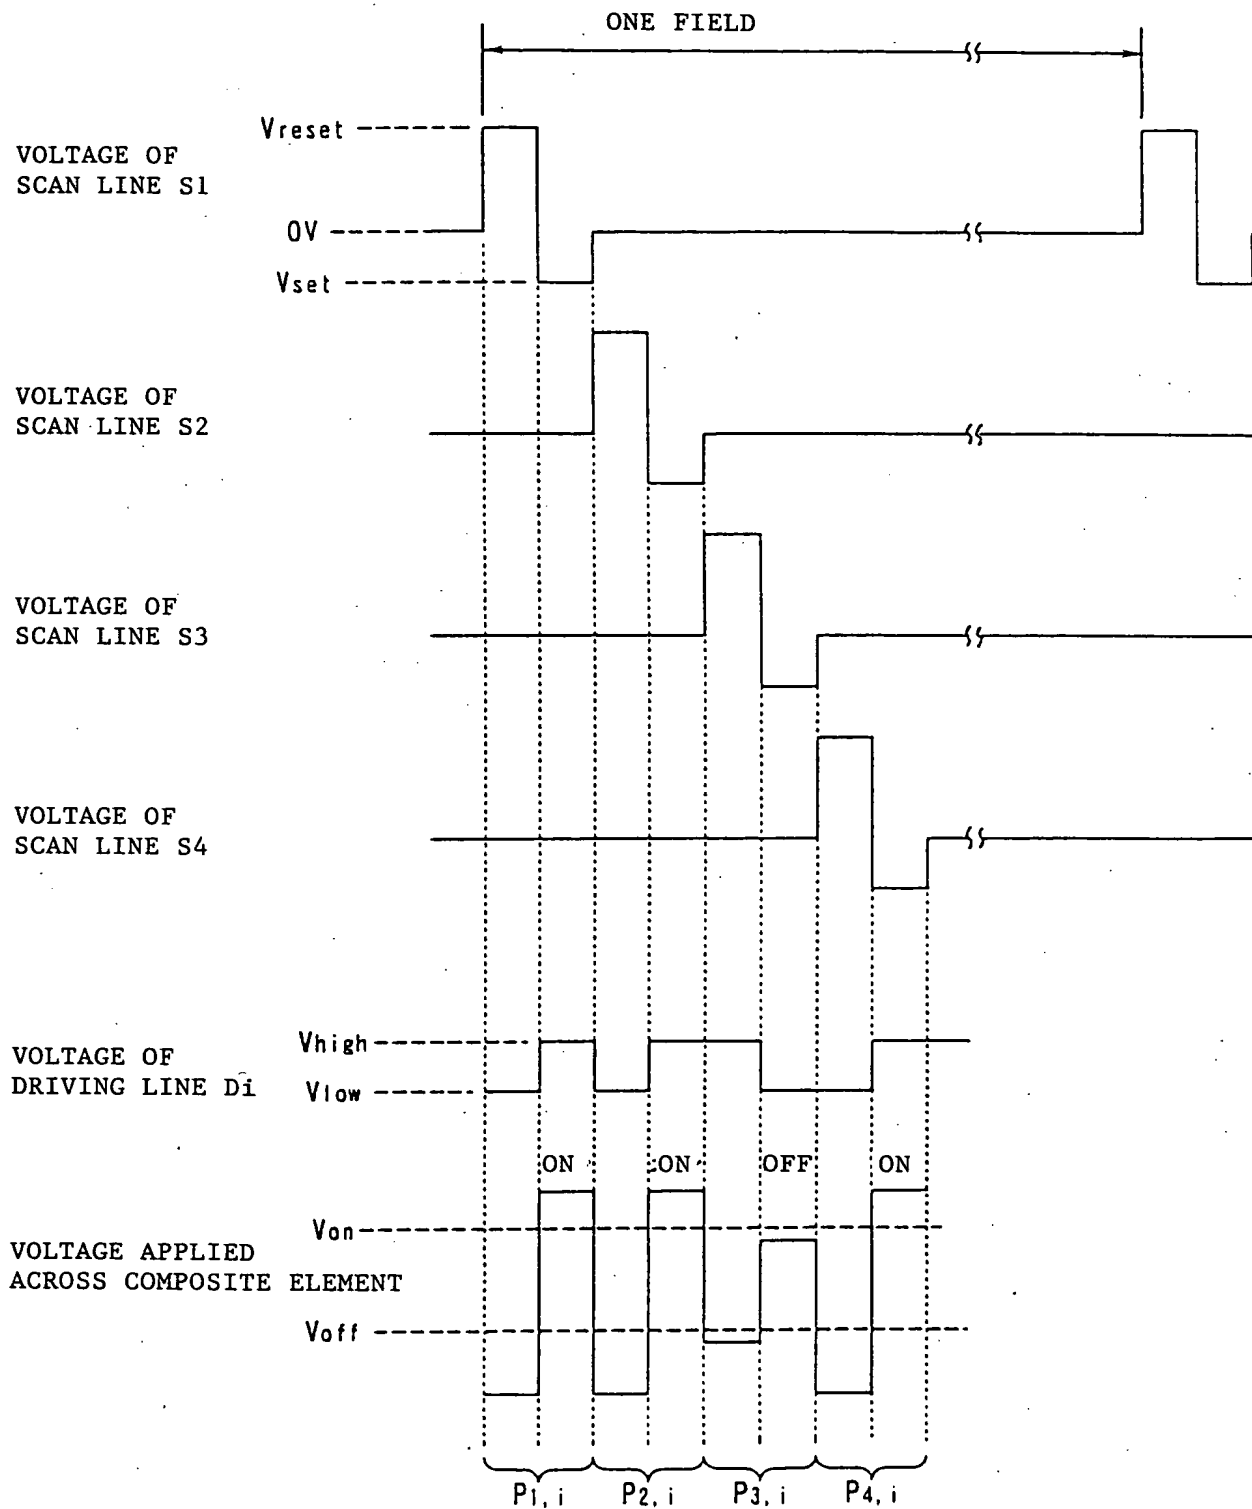 ONE FIELD
Vreset
VOLTAGE OF
SCAN LINE S1
0V
Vset
VOLTAGE OF
SCAN LINE S2
VOLTAGE OF
SCAN LINE S3
VOLTAGE OF
SCAN LINE S4
Vhigh
VOLTAGE OF
DRIVING LINE Di
Vlow
ON ON OFF ON
Von
VOLTAGE APPLIED
ACROSS COMPOSITE ELEMENT
Voff
P1, i P2, i P3, i P4, i